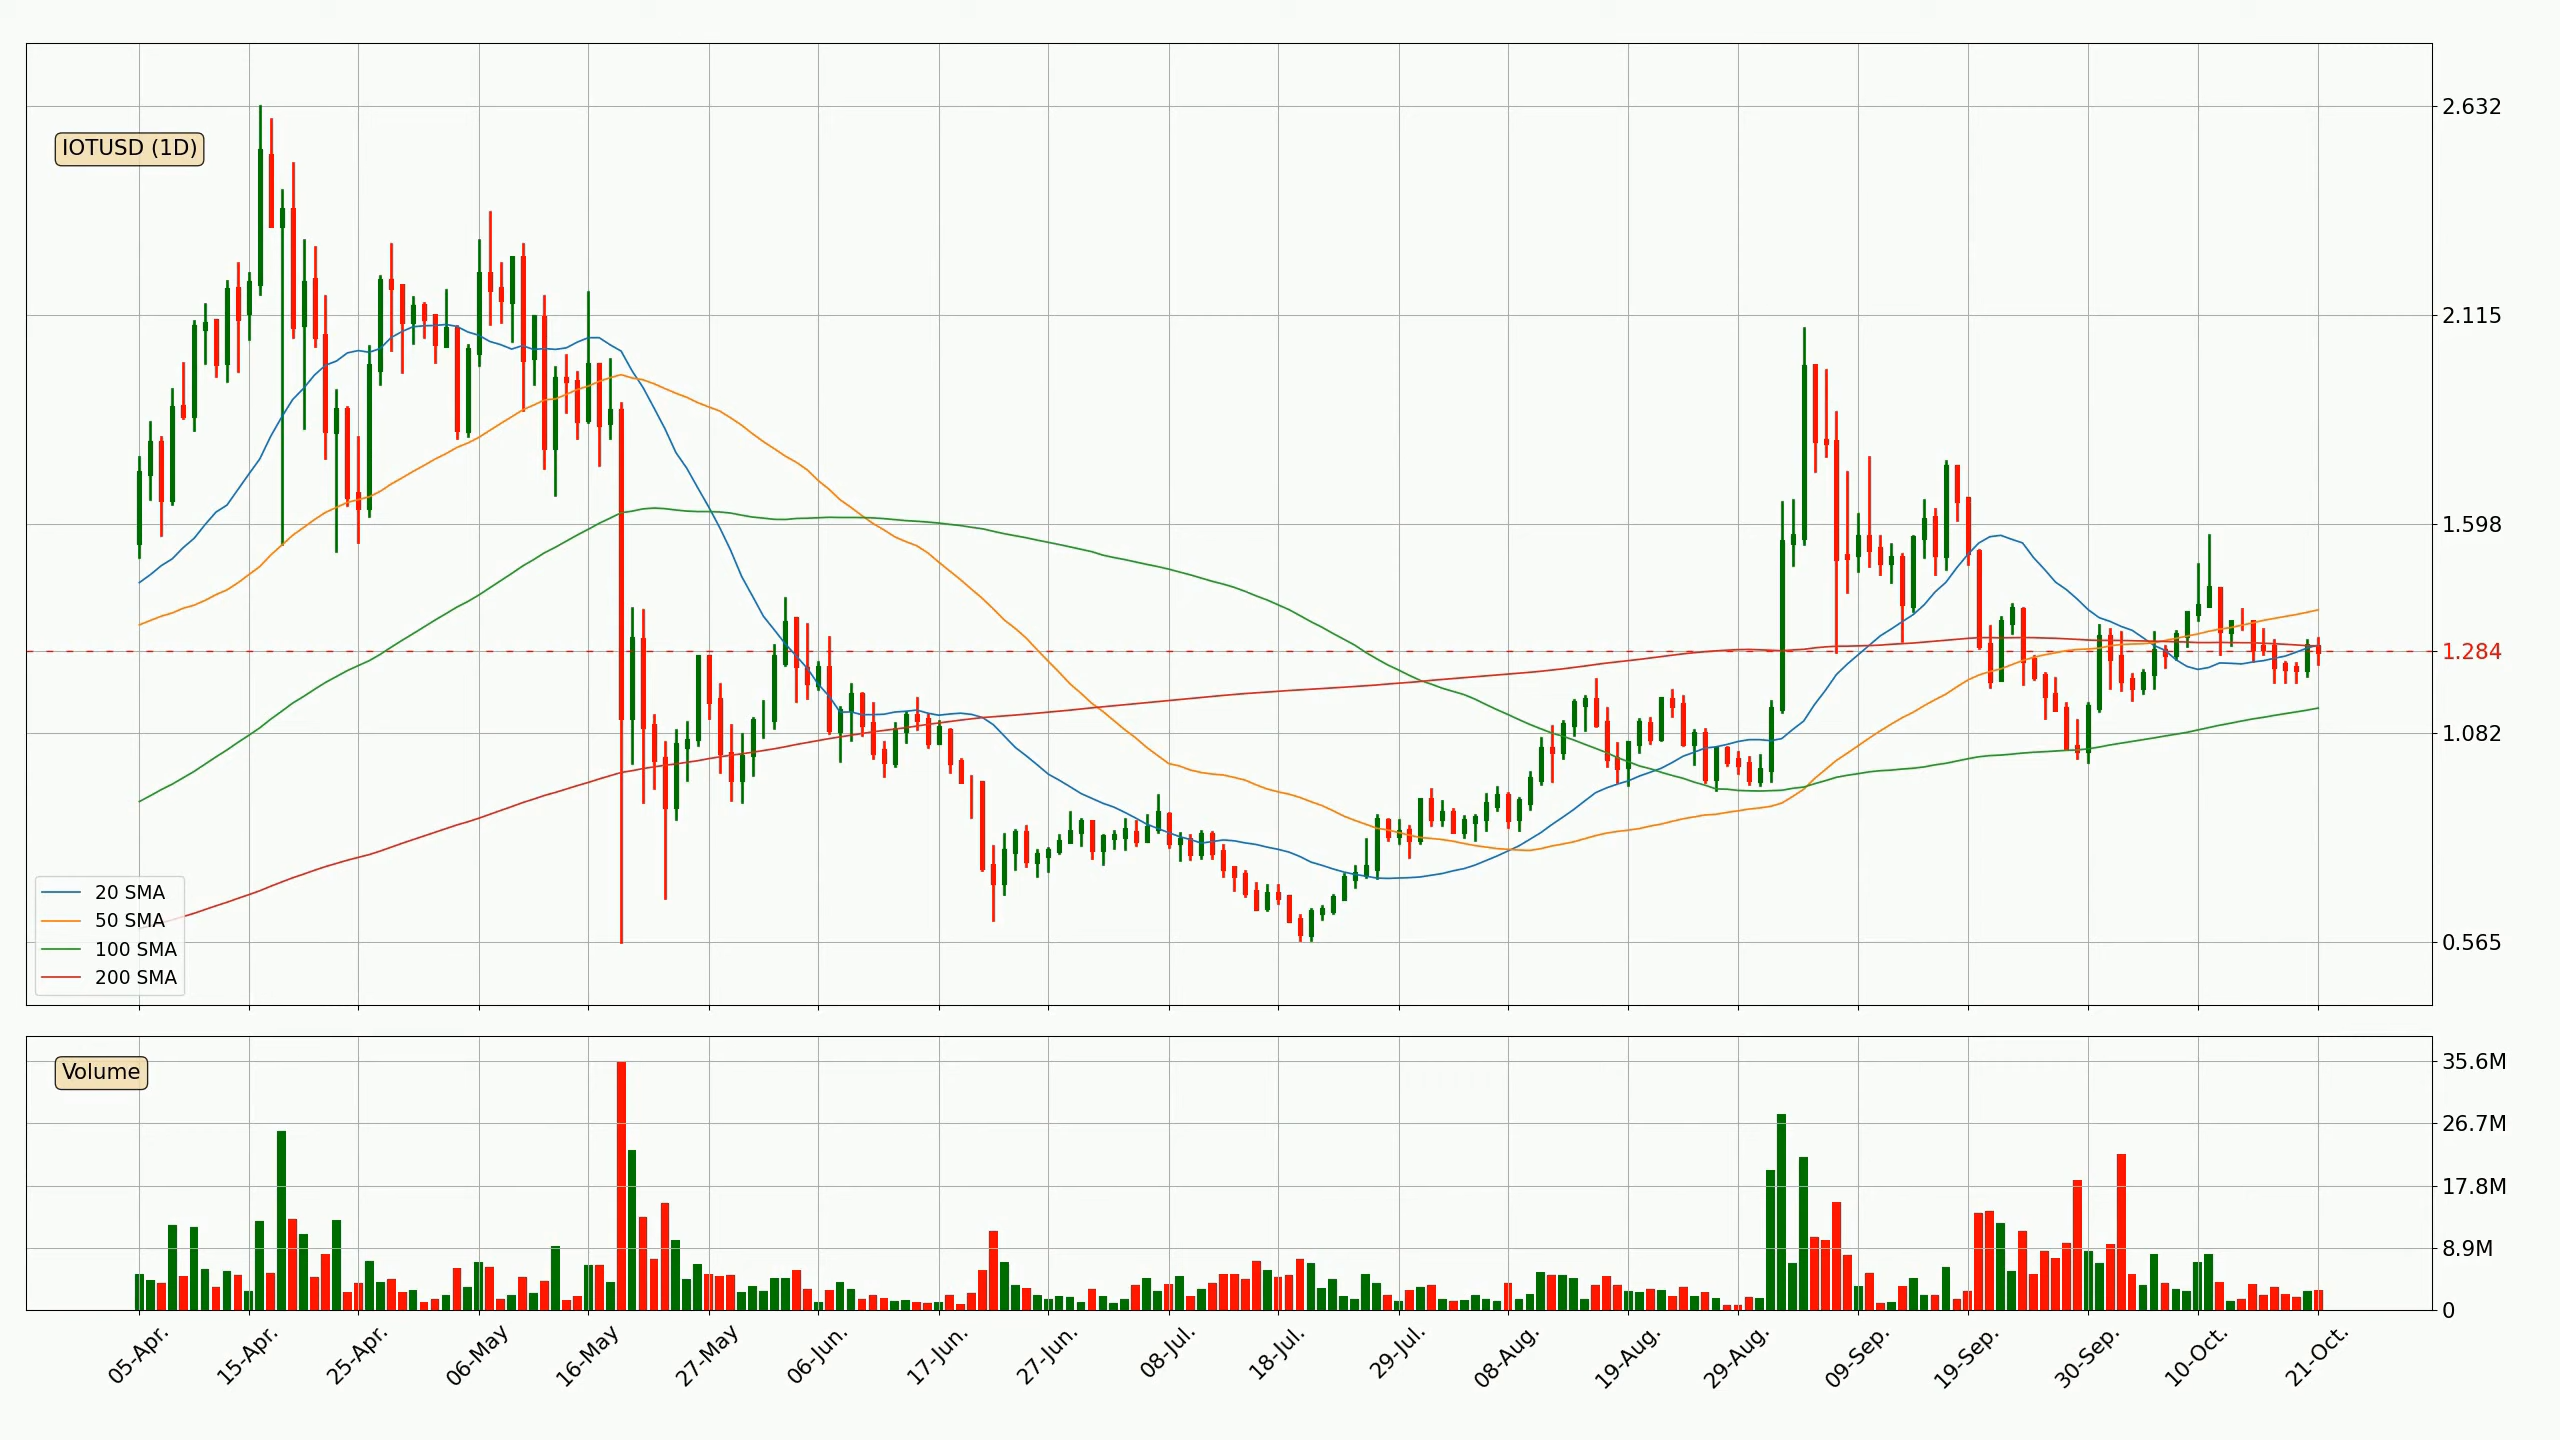 IOTUSD (1D)
2.632
2.115
1.598
1.284
1.082
0.565
20 SMA
50 SMA
100 SMA
200 SMA
Volume
35.6M
26.7M
17.8M
8.9M
0
05-Apr. 15-Apr. 25-Apr. 06-May 16-May 27-May 06-Jun. 17-Jun. 27-Jun. 08-Jul. 18-Jul. 29-Jul. 08-Aug. 19-Aug. 29-Aug. 09-Sep. 19-Sep. 30-Sep. 10-Oct. 21-Oct.